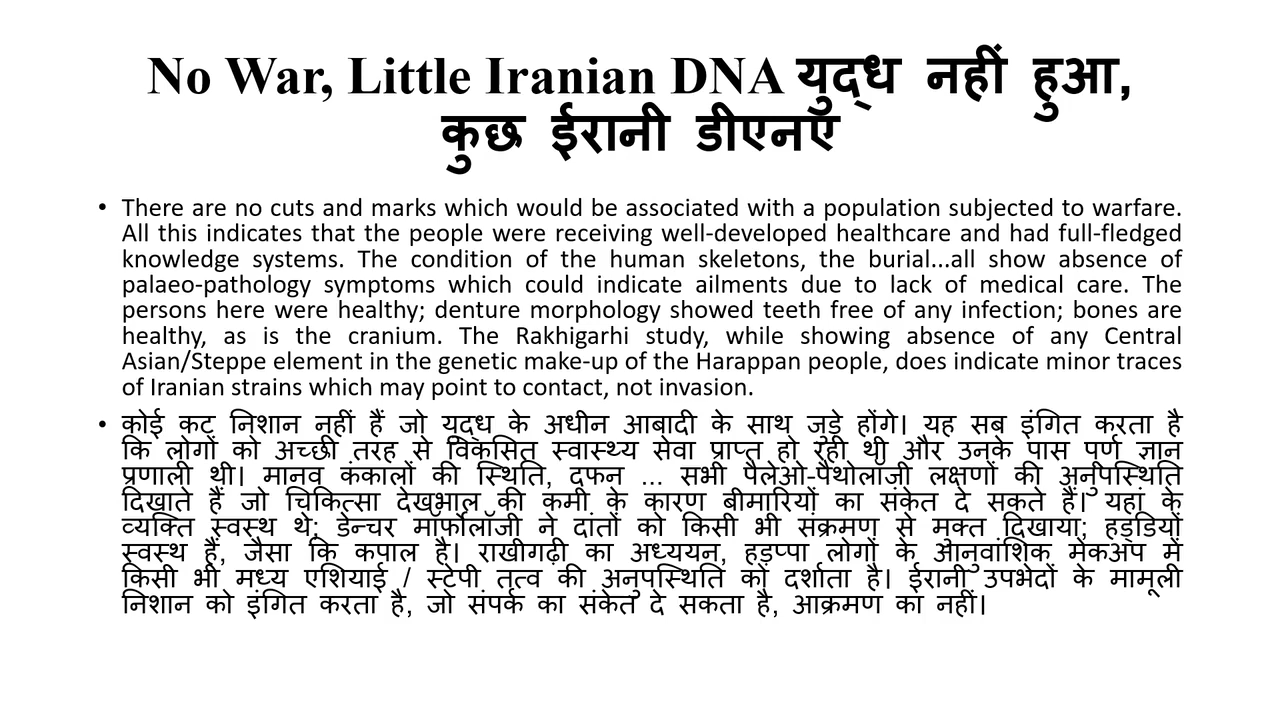 No War, Little Iranian DNA युद्ध नहीं हुआ,
कुछ ईरानी डीएनए
• There are no cuts and marks which would be associated with a population subjected to warfare.
All this indicates that the people were receiving well-developed healthcare and had full-fledged
knowledge systems. The condition of the human skeletons, the burial...all show absence of
palaeo-pathology symptoms which could indicate ailments due to lack of medical care. The
persons here were healthy; denture morphology showed teeth free of any infection; bones are
healthy, as is the cranium. The Rakhigarhi study, while showing absence of any Central
Asian/Steppe element in the genetic make-up of the Harappan people, does indicate minor traces
of Iranian strains which may point to contact, not invasion.
• कोई कट निशान नहीं हैं जो युद्ध के अधीन आबादी के साथ जुड़े होंगे। यह सब इंगित करता है
कि लोगों को अच्छी तरह से विकसित स्वास्थ्य सेवा प्राप्त हो रही थी और उनके पास पूर्ण ज्ञान
प्रणाली थी। मानव कंकालों की स्थिति, दफन ... सभी पैलेओ-पैथोलॉजी लक्षणों की अनुपस्थिति
दिखाते हैं जो चिकित्सा देखभाल की कमी के कारण बीमारियों का संकेत दे सकते हैं। यहां के
व्यक्ति स्वस्थ थे; डेन्चर मॉर्फोलॉजी ने दांतों को किसी भी संक्रमण से मुक्त दिखाया; हड्डियों
स्वस्थ हैं, जैसा कि कपाल है। राखीगढ़ी का अध्ययन, हड़प्पा लोगों के आनुवांशिक मेकअप में
किसी भी मध्य एशियाई / स्टेपी तत्व की अनुपस्थिति को दर्शाता है। ईरानी उपभेदों के मामूली
निशान को इंगित करता है, जो संपर्क का संकेत दे सकता है, आक्रमण का नहीं।